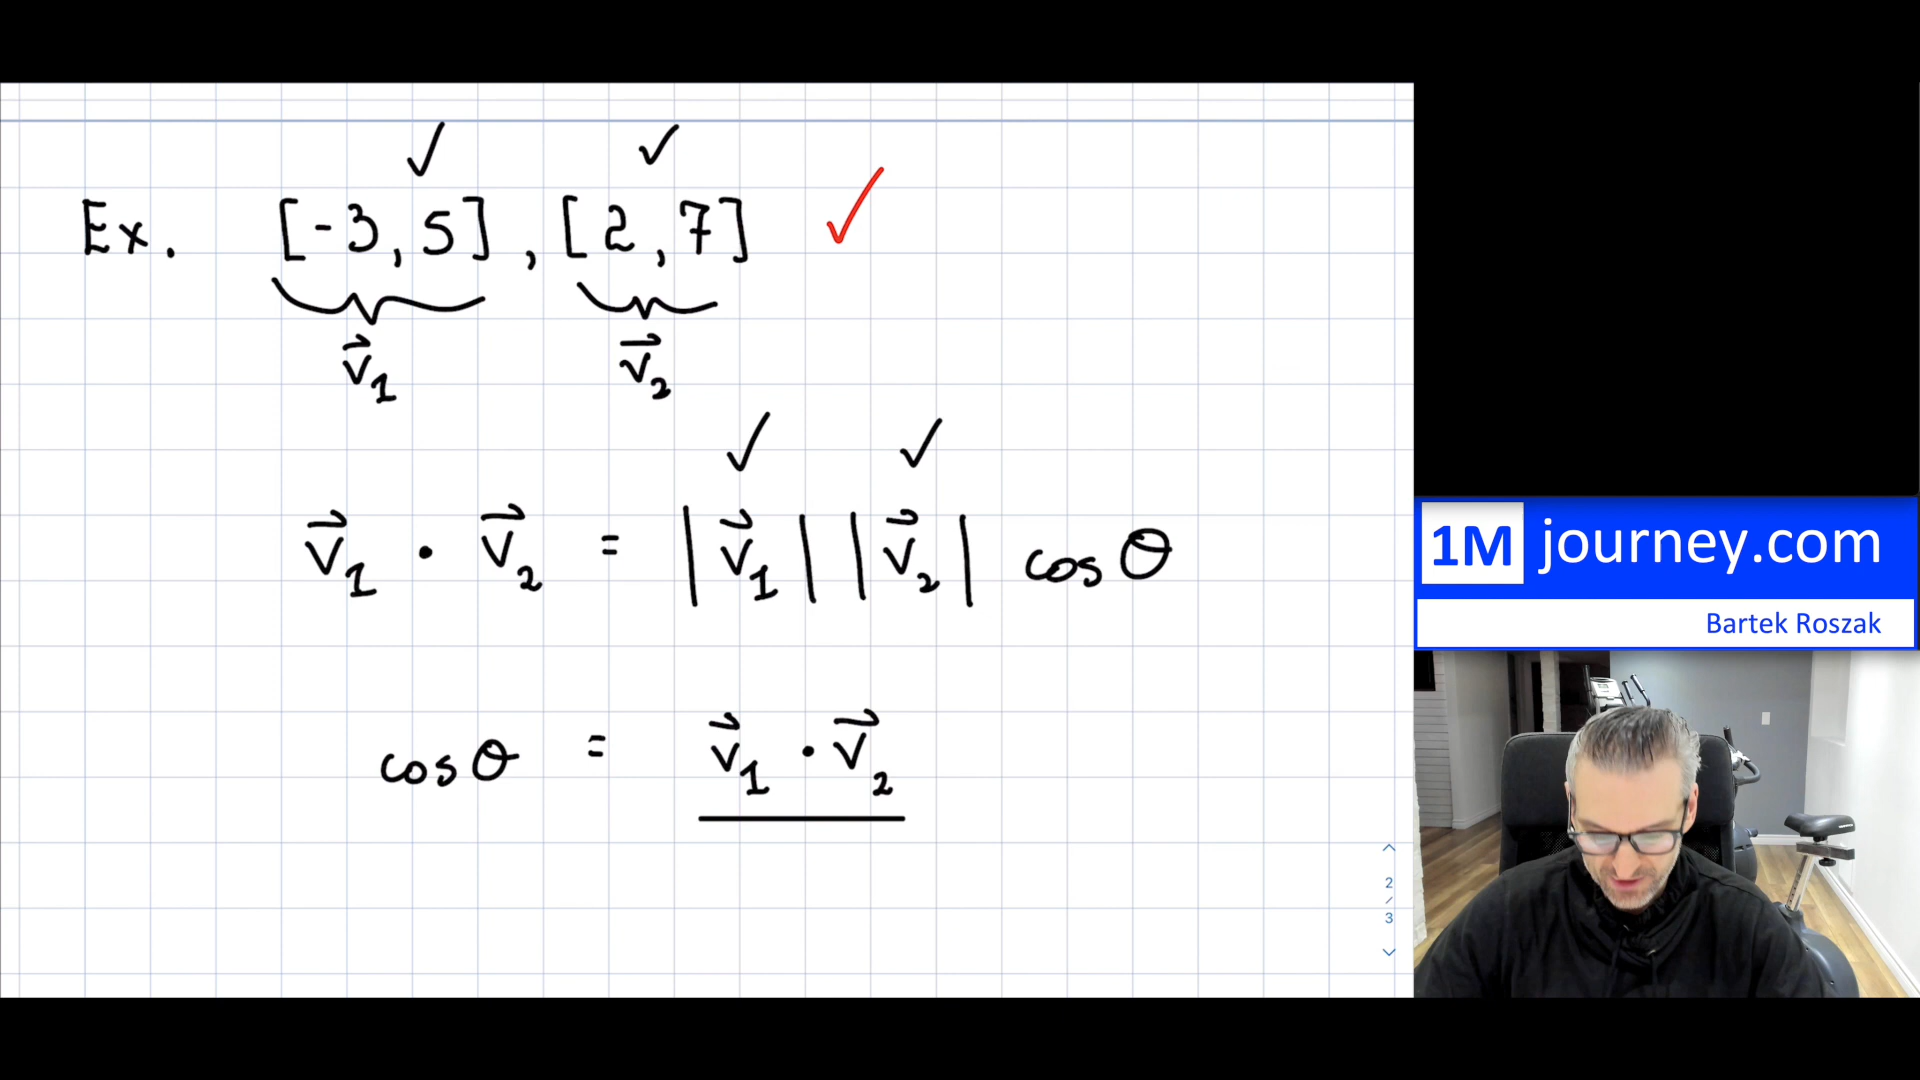 Ex. [-3, 5], [2, 7]
v⃗₁ v⃗₂
v⃗₁ • v⃗₂ = |v⃗₁| |v⃗₂| cos θ
cos θ = v⃗₁ • v⃗₂
2
/
3
1M journey.com
Bartek Roszak